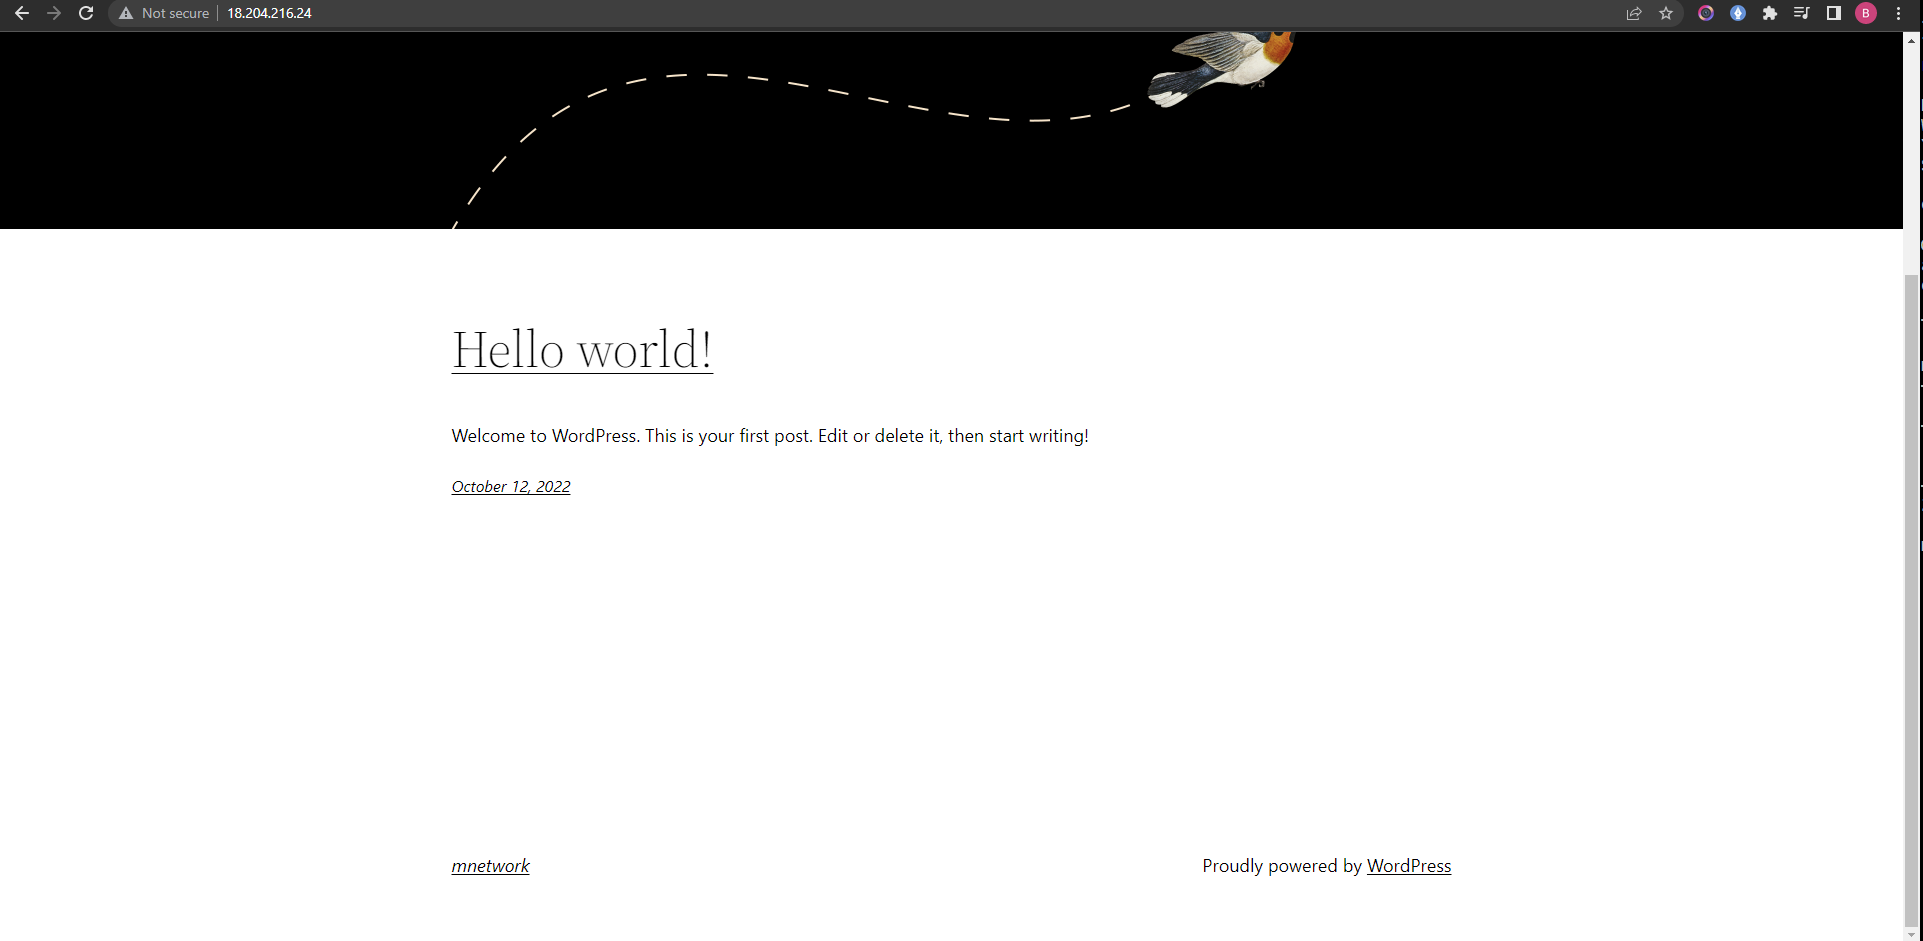 Not secure 18.204.216.24
B
Hello world!
Welcome to WordPress. This is your first post. Edit or delete it, then start writing!
October 12, 2022
mnetwork Proudly powered by WordPress